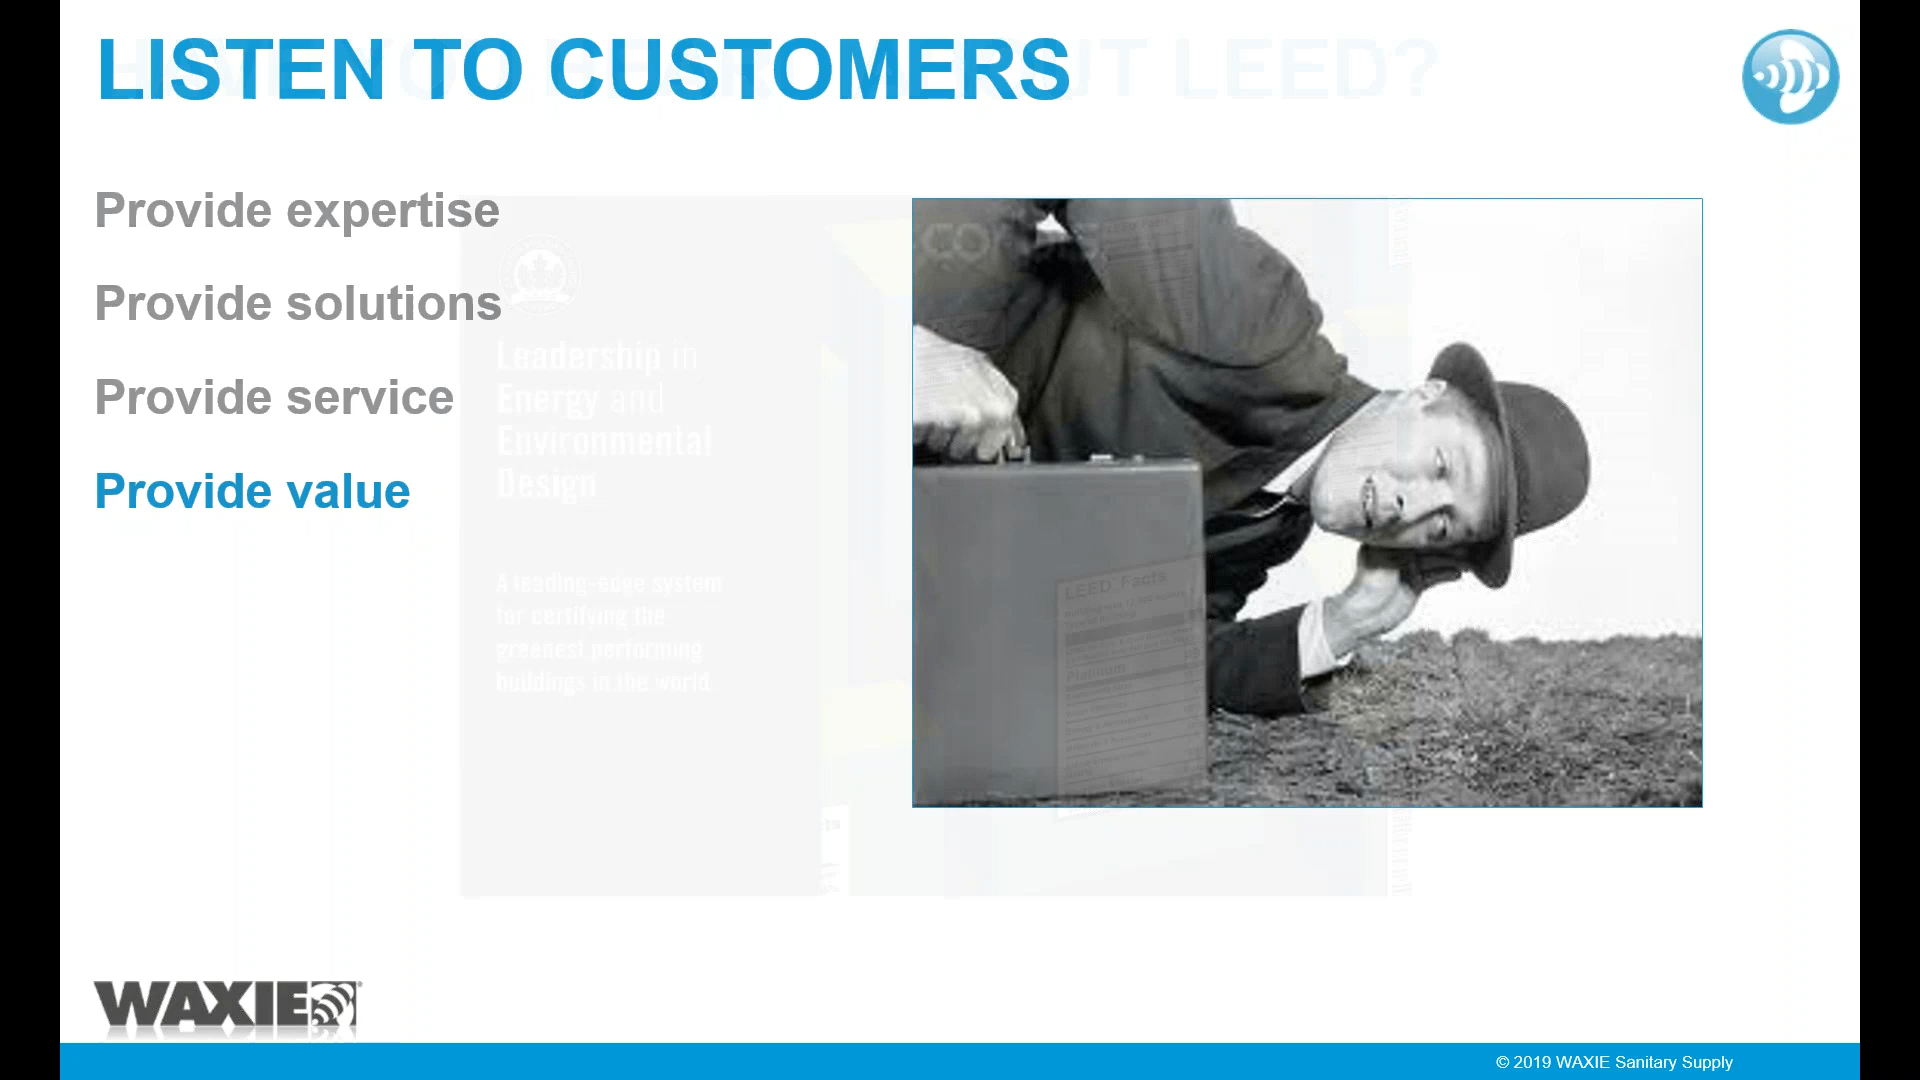 LISTEN TO CUSTOMERS
LEED?
Provide expertise
Provide solutions
Provide service
Provide value
Leadership in
Energy and
Environmental
Design
A leading-edge system
for certifying the
greenest performing
buildings in the world
LEED Facts
Platinum
WAXIE
© 2019 WAXIE Sanitary Supply